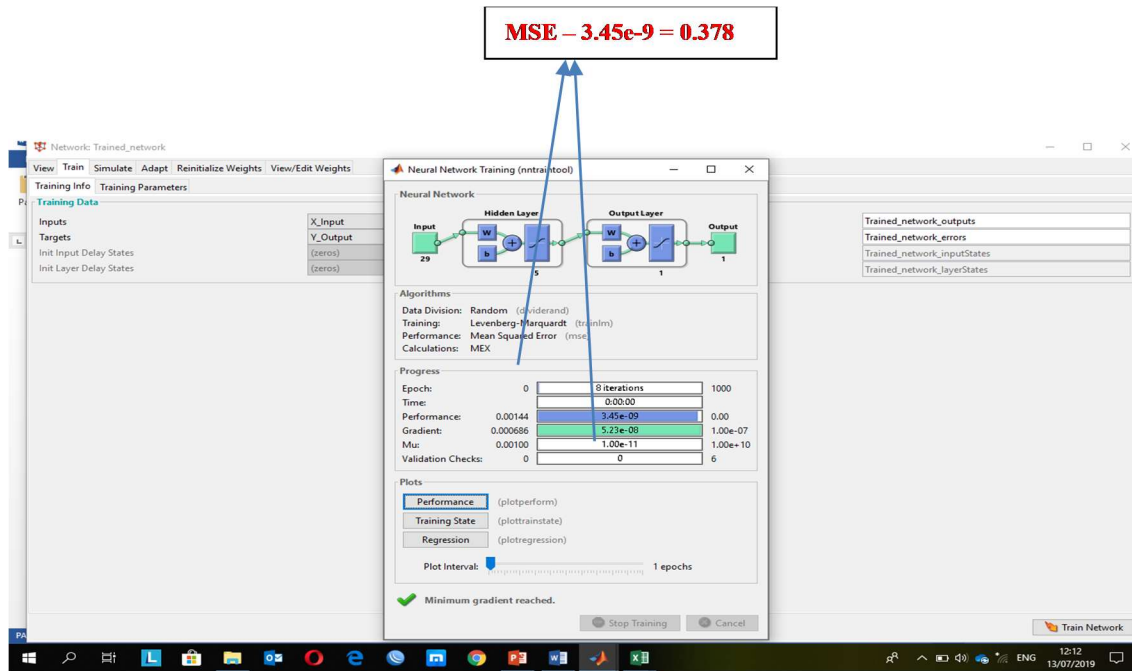 MSE – 3.45e-9 = 0.378
Network: Trained_network
View Train Simulate Adapt Reinitialize Weights View/Edit Weights
Training Info Training Parameters
Training Data
Inputs X_Input Trained_network_outputs
Targets Y_Output Trained_network_errors
Init Input Delay States (zeros) Trained_network_inputStates
Init Layer Delay States (zeros) Trained_network_layerStates
Neural Network Training (nntraintool)
Neural Network
Hidden Layer Output Layer
Input W W Output
b b
29 5 1 1
Algorithms
Data Division: Random (dividerand)
Training: Levenberg-Marquardt (trainlm)
Performance: Mean Squared Error (mse)
Calculations: MEX
Progress
Epoch: 0 8 iterations 1000
Time: 0:00:00
Performance: 0.00144 3.45e-09 0.00
Gradient: 0.000686 5.23e-08 1.00e-07
Mu: 0.00100 1.00e-11 1.00e+10
Validation Checks: 0 0 6
Plots
Performance (plotperform)
Training State (plottrainstate)
Regression (plotregression)
Plot Interval: 1 epochs
Minimum gradient reached.
Stop Training Cancel
Train Network
PA
ENG 12:12
13/07/2019